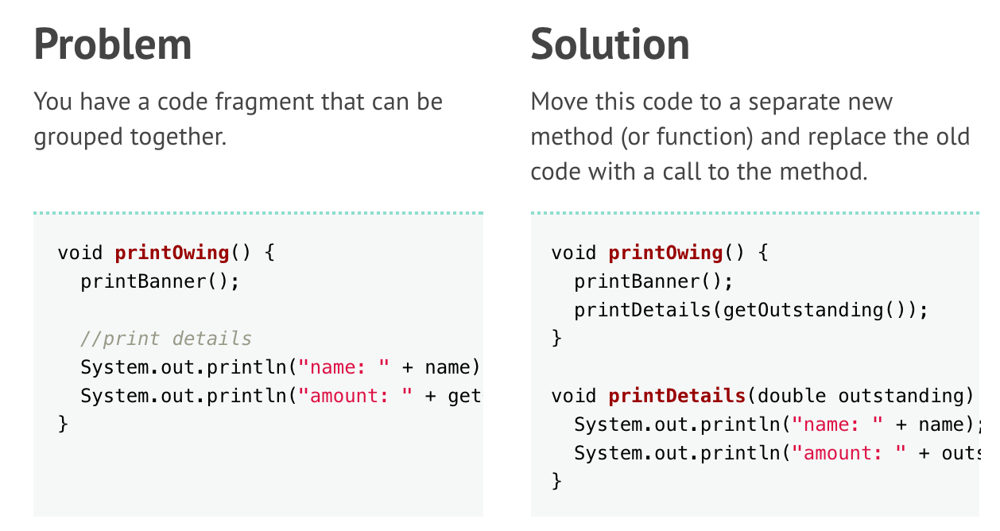 Problem
You have a code fragment that can be
grouped together.
void printOwing() {
  printBanner();

  //print details
  System.out.println("name: " + name)
  System.out.println("amount: " + get
}
Solution
Move this code to a separate new
method (or function) and replace the old
code with a call to the method.
void printOwing() {
  printBanner();
  printDetails(getOutstanding());
}

void printDetails(double outstanding)
  System.out.println("name: " + name);
  System.out.println("amount: " + outs
}